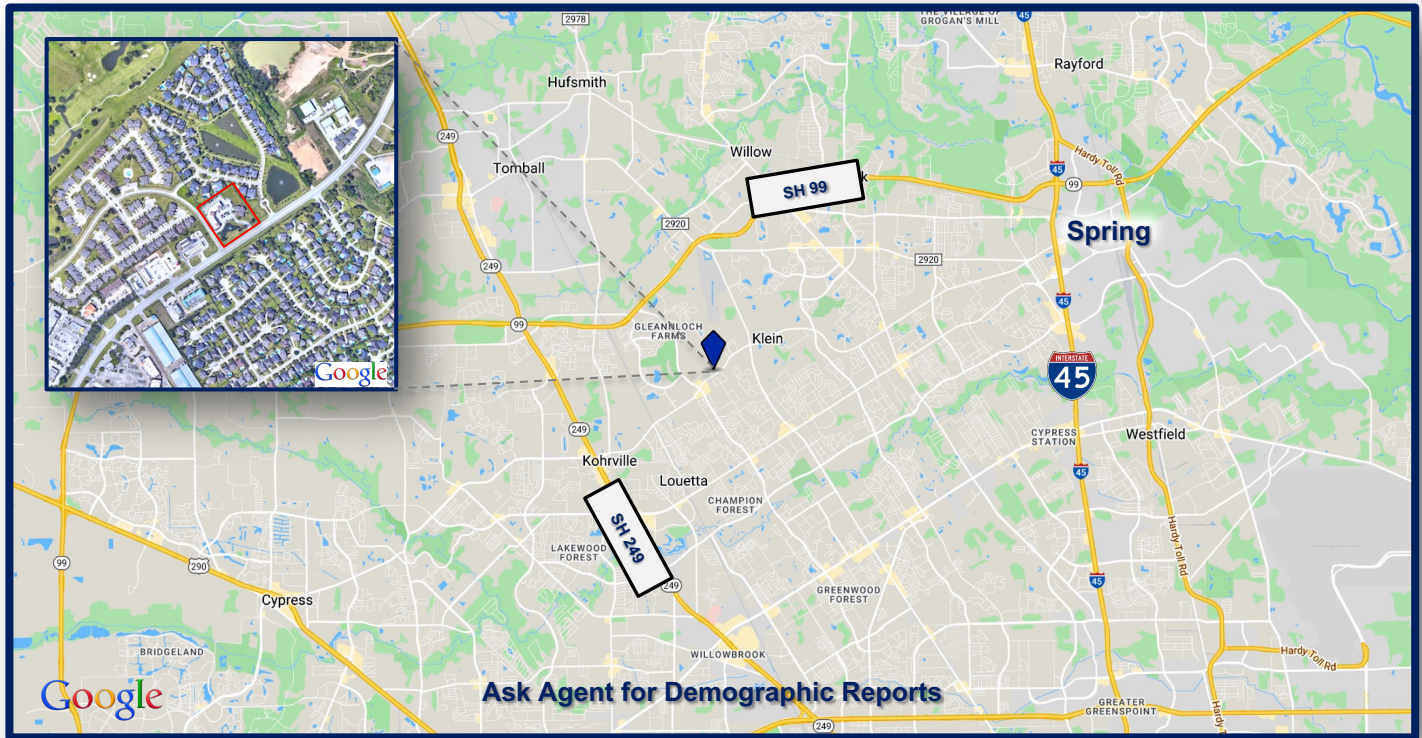 2978
THE VILLAGE OF
GROGAN'S MILL
45
Hufsmith
Rayford
249
Tomball
Willow
45
Hardy Toll Rd
SH 99
99
2920
Spring
2920
249
45
99
GLEANNLOCH
FARMS
Klein
Google
INTERSTATE
45
249
CYPRESS
STATION
Westfield
Kohrville
45
Louetta
CHAMPION
FOREST
SH 249
Hardy Toll Rd
LAKEWOOD
FOREST
99
290
249
45
GREENWOOD
FOREST
Cypress
BRIDGELAND
WILLOWBROOK
Hardy Toll Rd
Google
Ask Agent for Demographic Reports
GREATER
GREENSPOINT
249
Hardy T